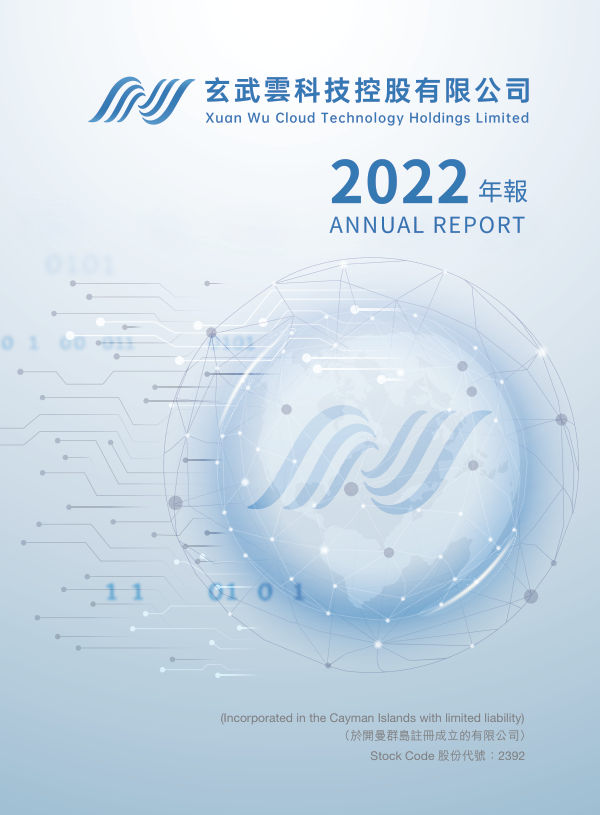 玄武雲科技控股有限公司
Xuan Wu Cloud Technology Holdings Limited
2022 年報
ANNUAL REPORT
0101
0 1 00 011 0101
1 1 01 0 1
(Incorporated in the Cayman Islands with limited liability)
（於開曼群島註冊成立的有限公司）
Stock Code 股份代號：2392